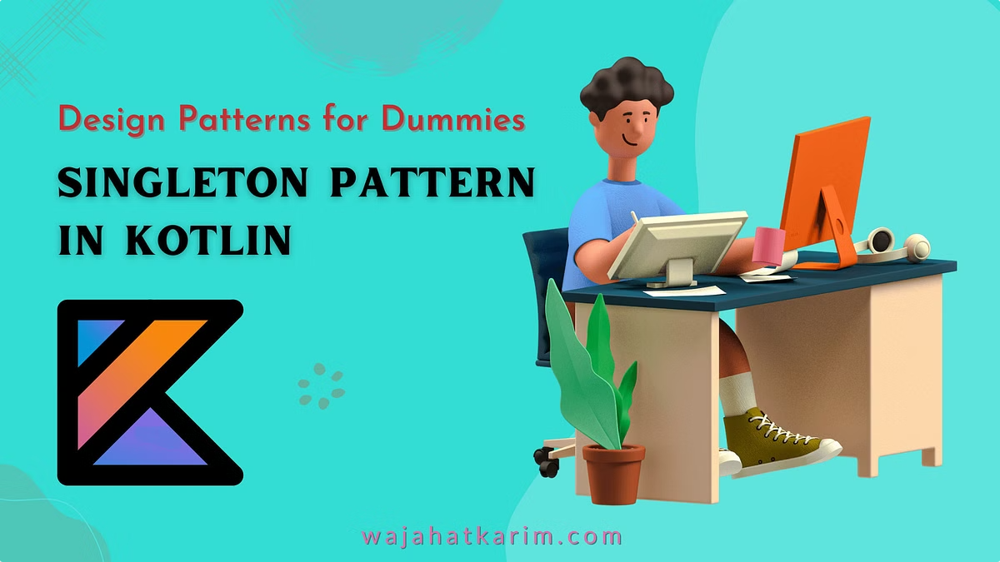 Design Patterns for Dummies
SINGLETON PATTERN
IN KOTLIN
wajahatkarim.com